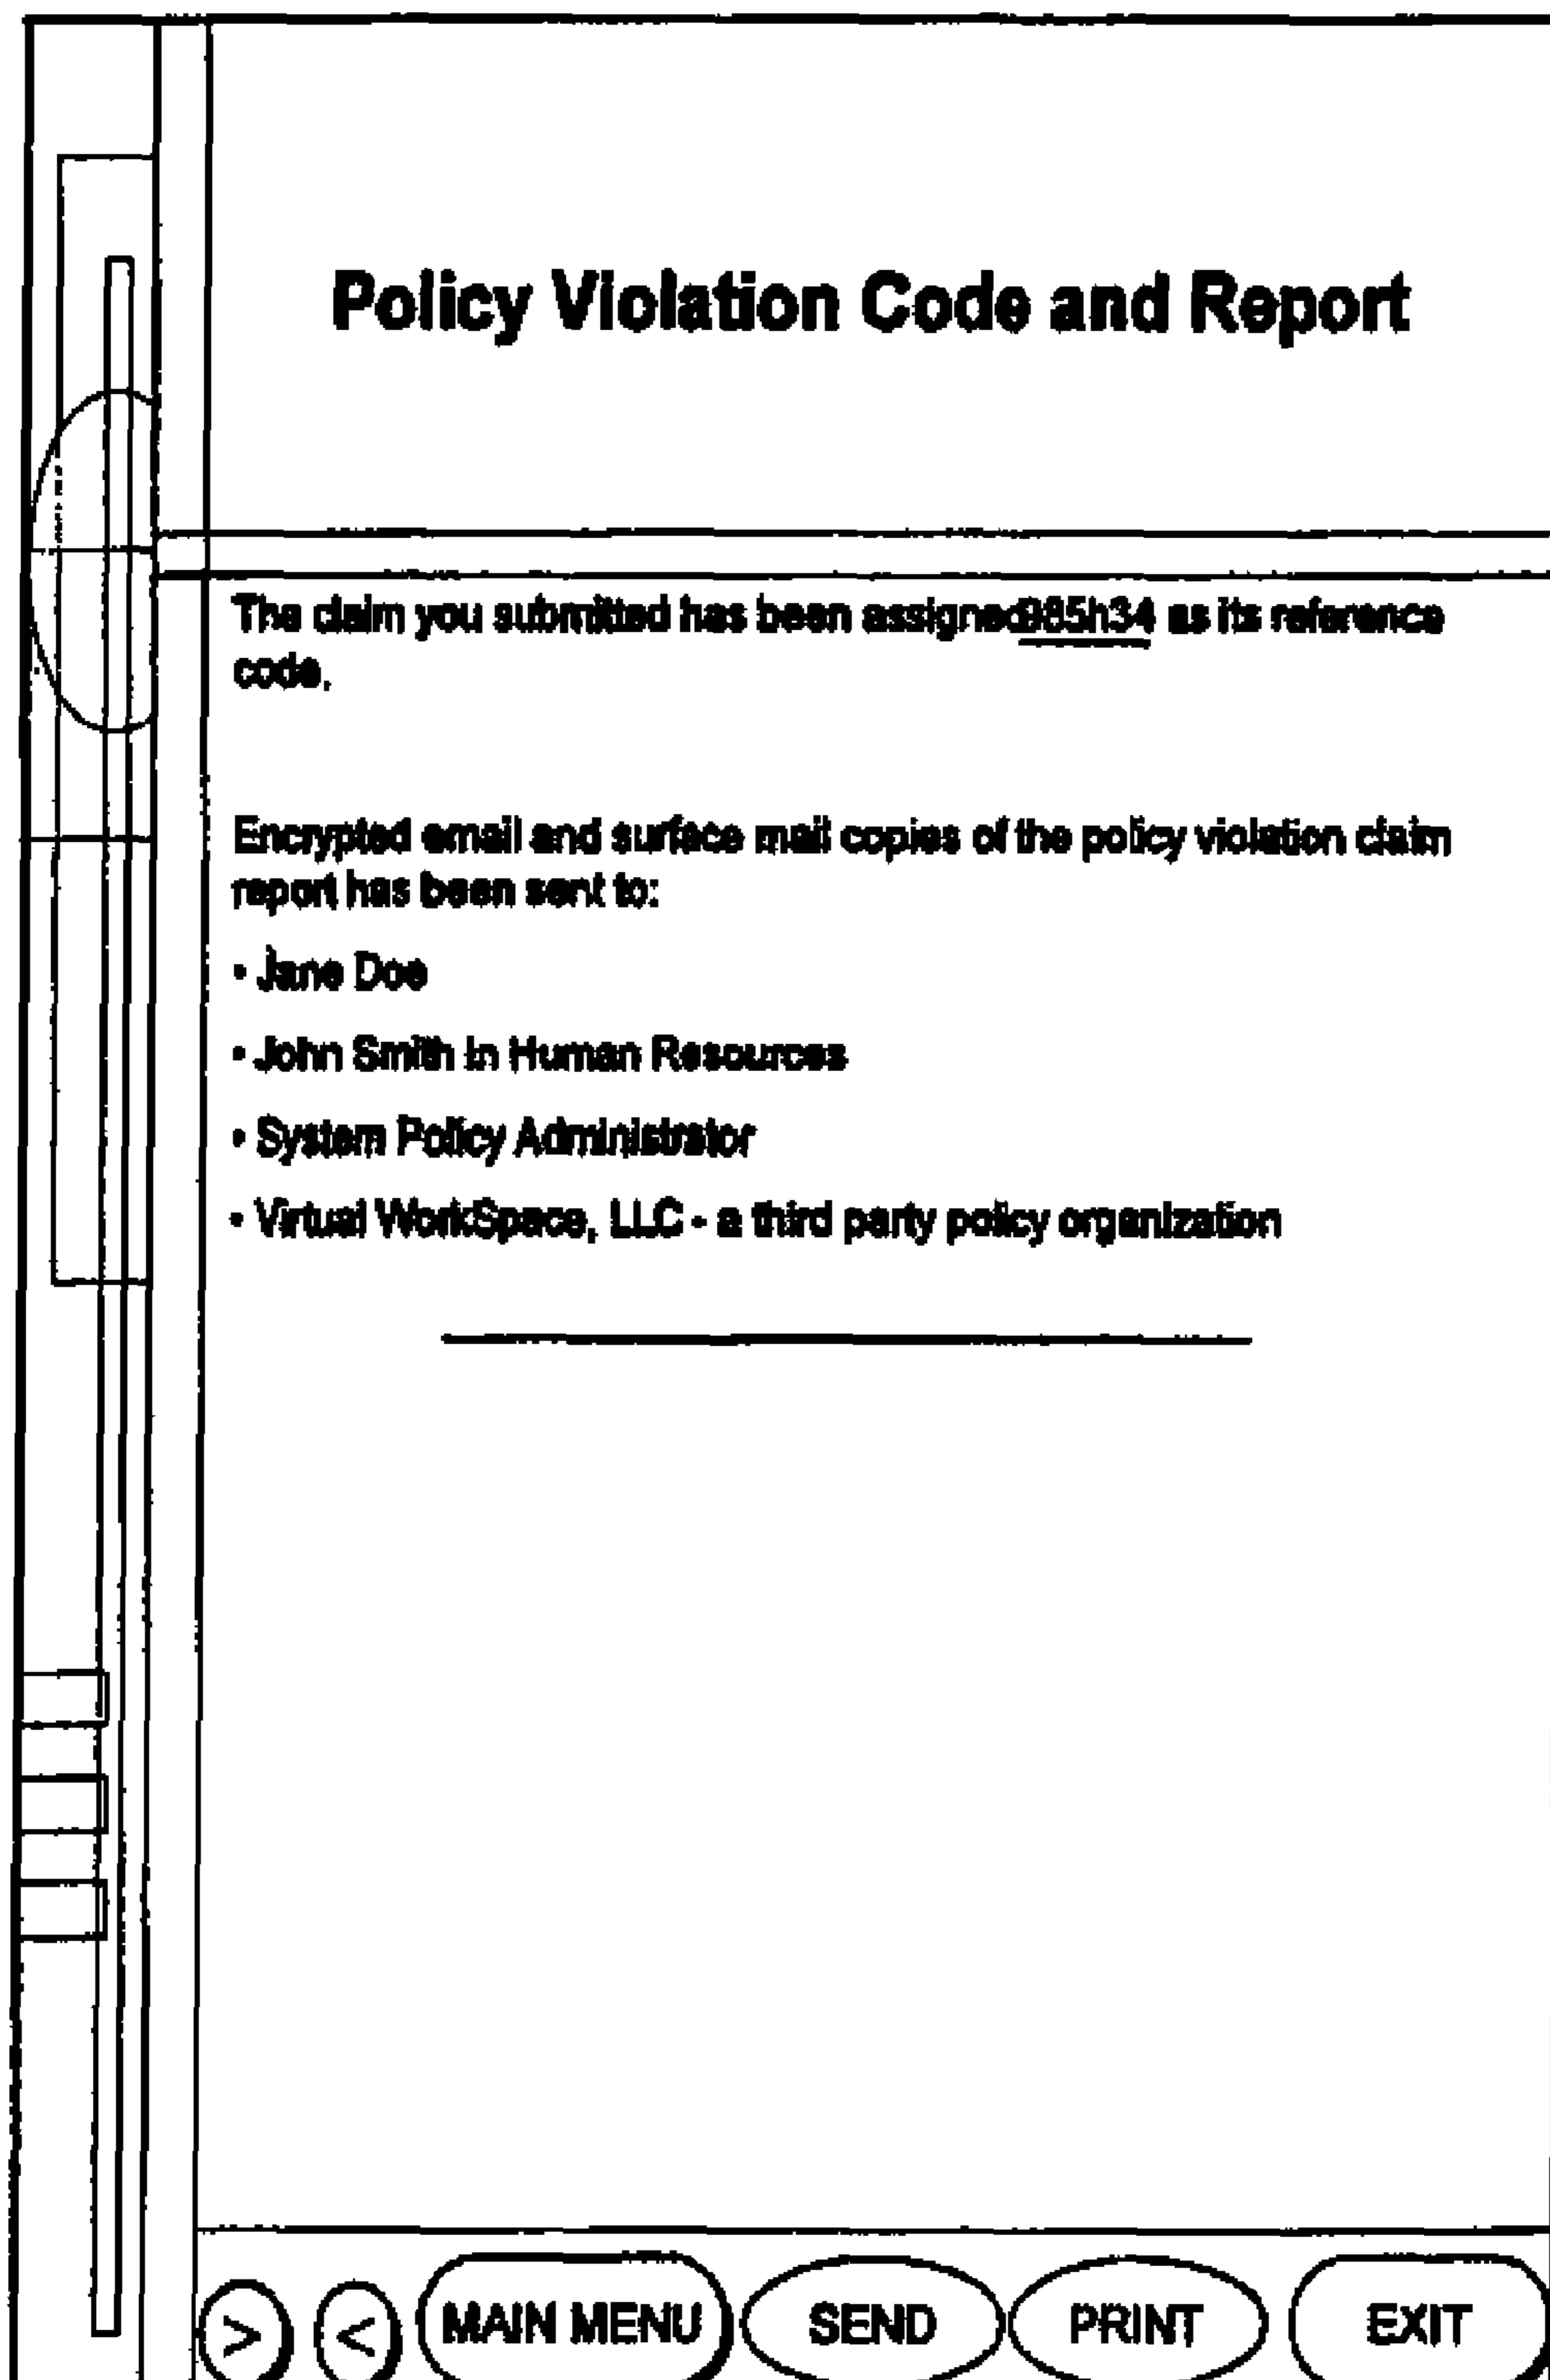 Policy Violation Code and Report
The claim you submitted has been assigned 985h34 as its reference
code.
Encrypted email and surface mail copies of the policy violation claim
report has been sent to:
• Jane Doe
• John Smith in Human Resources
• System Policy Administrator
• Virtual WorkSpace, LLC - a third party policy organization
> < MAIN MENU SEND PRINT EXIT